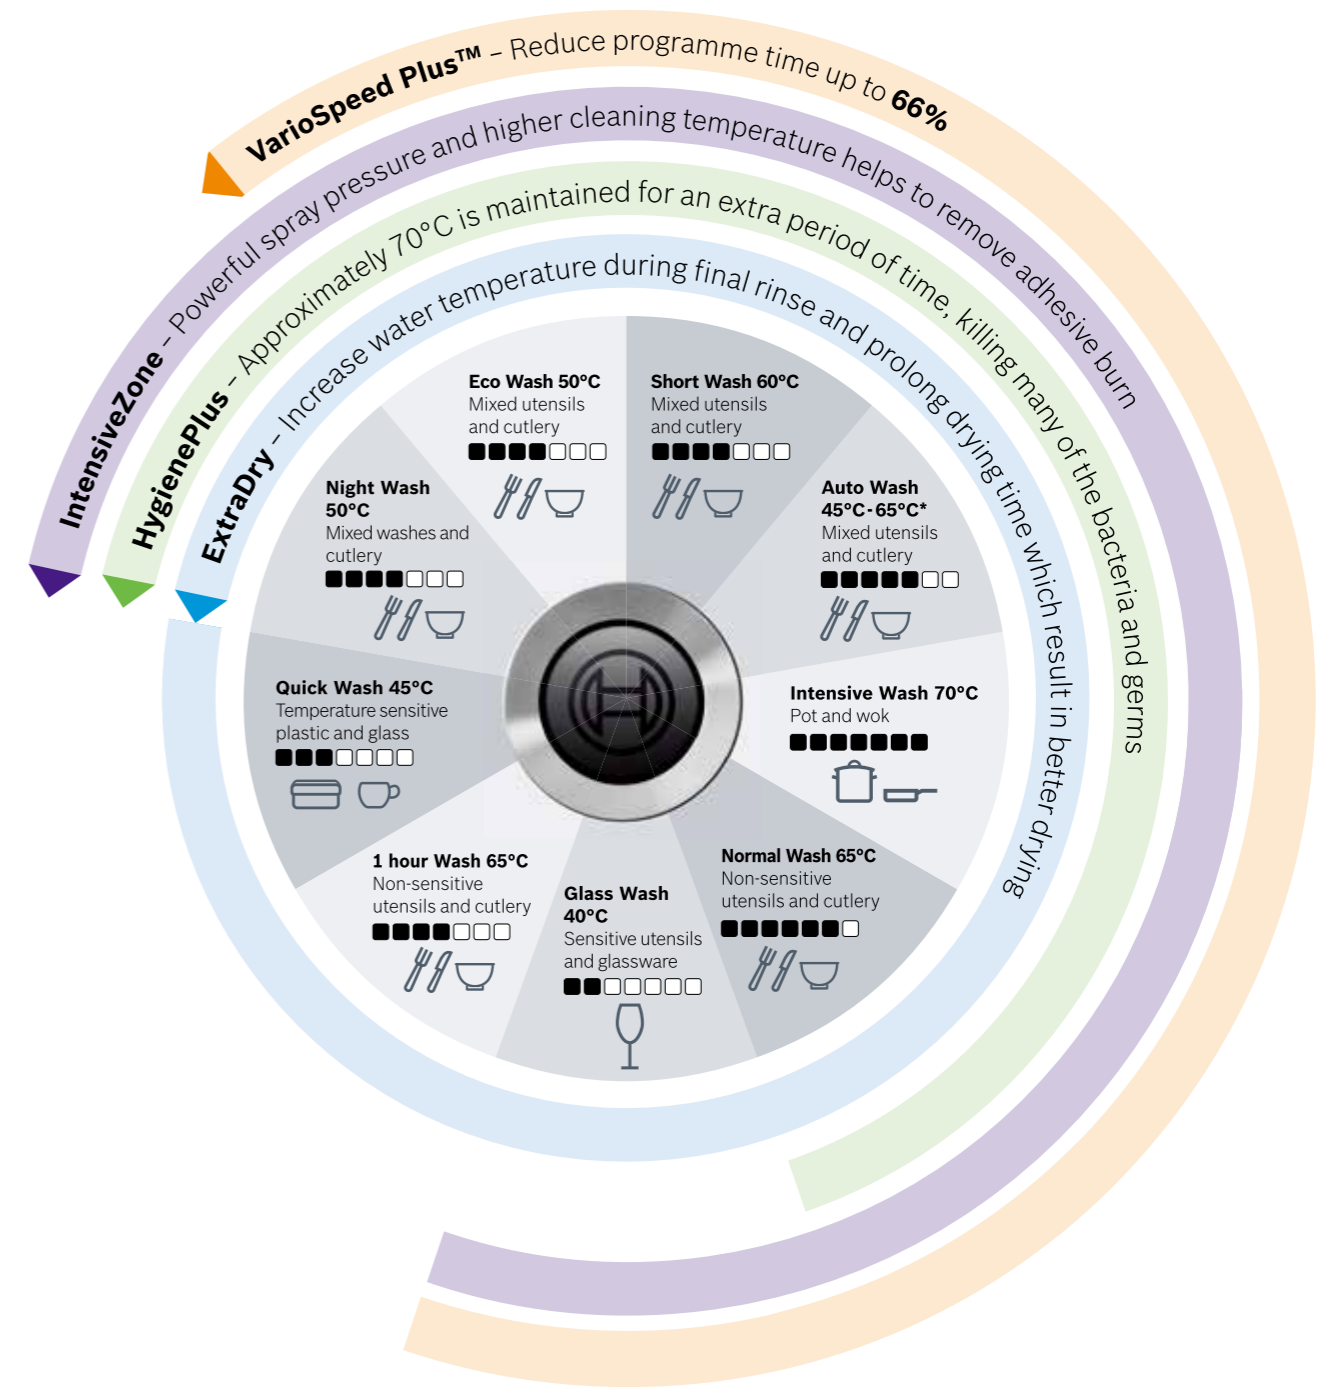 VarioSpeed Plus™ – Reduce programme time up to 66%
IntensiveZone – Powerful spray pressure and higher cleaning temperature helps to remove adhesive burn
HygienePlus – Approximately 70°C is maintained for an extra period of time, killing many of the bacteria and germs
ExtraDry – Increase water temperature during final rinse and prolong drying time which result in better drying
Eco Wash 50°C
Mixed utensils
and cutlery
Short Wash 60°C
Mixed utensils
and cutlery
Auto Wash
45°C-65°C*
Mixed utensils
and cutlery
Intensive Wash 70°C
Pot and wok
Normal Wash 65°C
Non-sensitive
utensils and cutlery
Glass Wash
40°C
Sensitive utensils
and glassware
1 hour Wash 65°C
Non-sensitive
utensils and cutlery
Quick Wash 45°C
Temperature sensitive
plastic and glass
Night Wash
50°C
Mixed washes and
cutlery